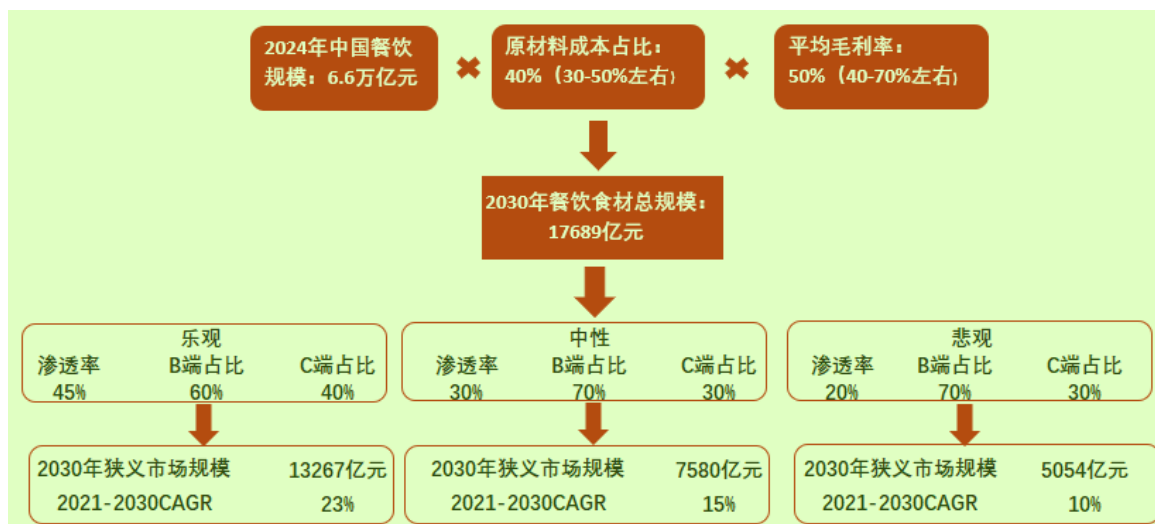 2024年中国餐饮
规模：6.6万亿元
原材料成本占比：
40%（30-50%左右}
平均毛利率：
50%（40-70%左右}
2030年餐饮食材总规模：
17689亿元
乐观
渗透率 B端占比 C端占比
45% 60% 40%
中性
渗透率 B端占比 C端占比
30% 70% 30%
悲观
渗透率 B端占比 C端占比
20% 70% 30%
2030年狭义市场规模 13267亿元
2021-2030CAGR 23%
2030年狭义市场规模 7580亿元
2021-2030CAGR 15%
2030年狭义市场规模 5054亿元
2021-2030CAGR 10%